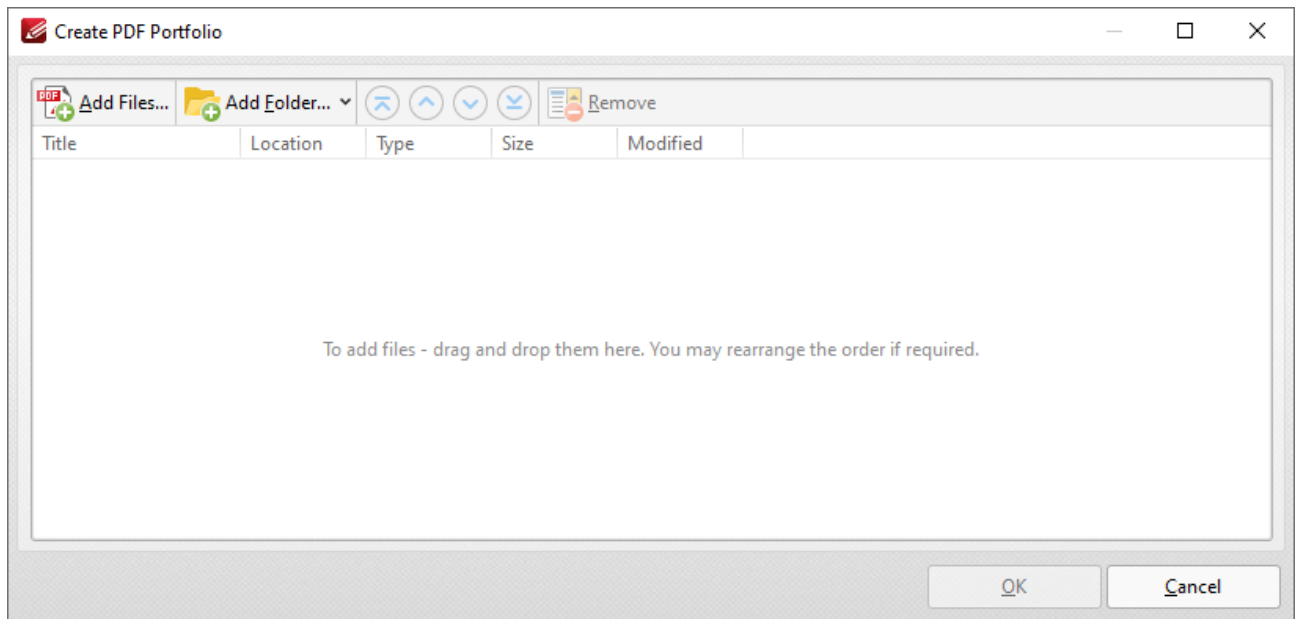 Create PDF Portfolio
Add Files... Add Folder... Remove
Title Location Type Size Modified
To add files - drag and drop them here. You may rearrange the order if required.
OK Cancel